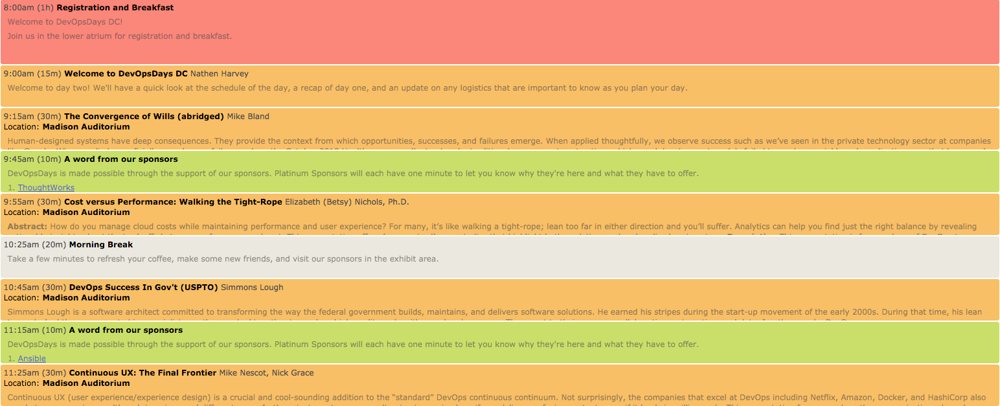 8:00am (1h) Registration and Breakfast
Welcome to DevOpsDays DC!
Join us in the lower atrium for registration and breakfast.
9:00am (15m) Welcome to DevOpsDays DC Nathen Harvey
Welcome to day two! We'll have a quick look at the schedule of the day, a recap of day one, and an update on any logistics that are important to know as you plan your day.
9:15am (30m) The Convergence of Wills (abridged) Mike Bland
Location: Madison Auditorium
Human-designed systems have deep consequences. They provide the context from which opportunities, successes, and failures emerge. When applied thoughtfully, we observe success such as we’ve seen in the private technology sector at companies
9:45am (10m) A word from our sponsors
DevOpsDays is made possible through the support of our sponsors. Platinum Sponsors will each have one minute to let you know why they're here and what they have to offer.
1. ThoughtWorks
9:55am (30m) Cost versus Performance: Walking the Tight-Rope Elizabeth (Betsy) Nichols, Ph.D.
Location: Madison Auditorium
Abstract: How do you manage cloud costs while maintaining performance and user experience? For many, it’s like walking a tight-rope; lean too far in either direction and you’ll suffer. Analytics can help you find just the right balance by revealing
10:25am (20m) Morning Break
Take a few minutes to refresh your coffee, make some new friends, and visit our sponsors in the exhibit area.
10:45am (30m) DevOps Success In Gov't (USPTO) Simmons Lough
Location: Madison Auditorium
Simmons Lough is a software architect committed to transforming the way the federal government builds, maintains, and delivers software solutions. He earned his stripes during the start-up movement of the early 2000s. During that time, his lean
11:15am (10m) A word from our sponsors
DevOpsDays is made possible through the support of our sponsors. Platinum Sponsors will each have one minute to let you know why they're here and what they have to offer.
1. Ansible
11:25am (30m) Continuous UX: The Final Frontier Mike Nescot, Nick Grace
Location: Madison Auditorium
Continuous UX (user experience/experience design) is a crucial and cool-sounding addition to the “standard” DevOps continuous continuum. Not surprisingly, the companies that excel at DevOps including Netflix, Amazon, Docker, and HashiCorp also